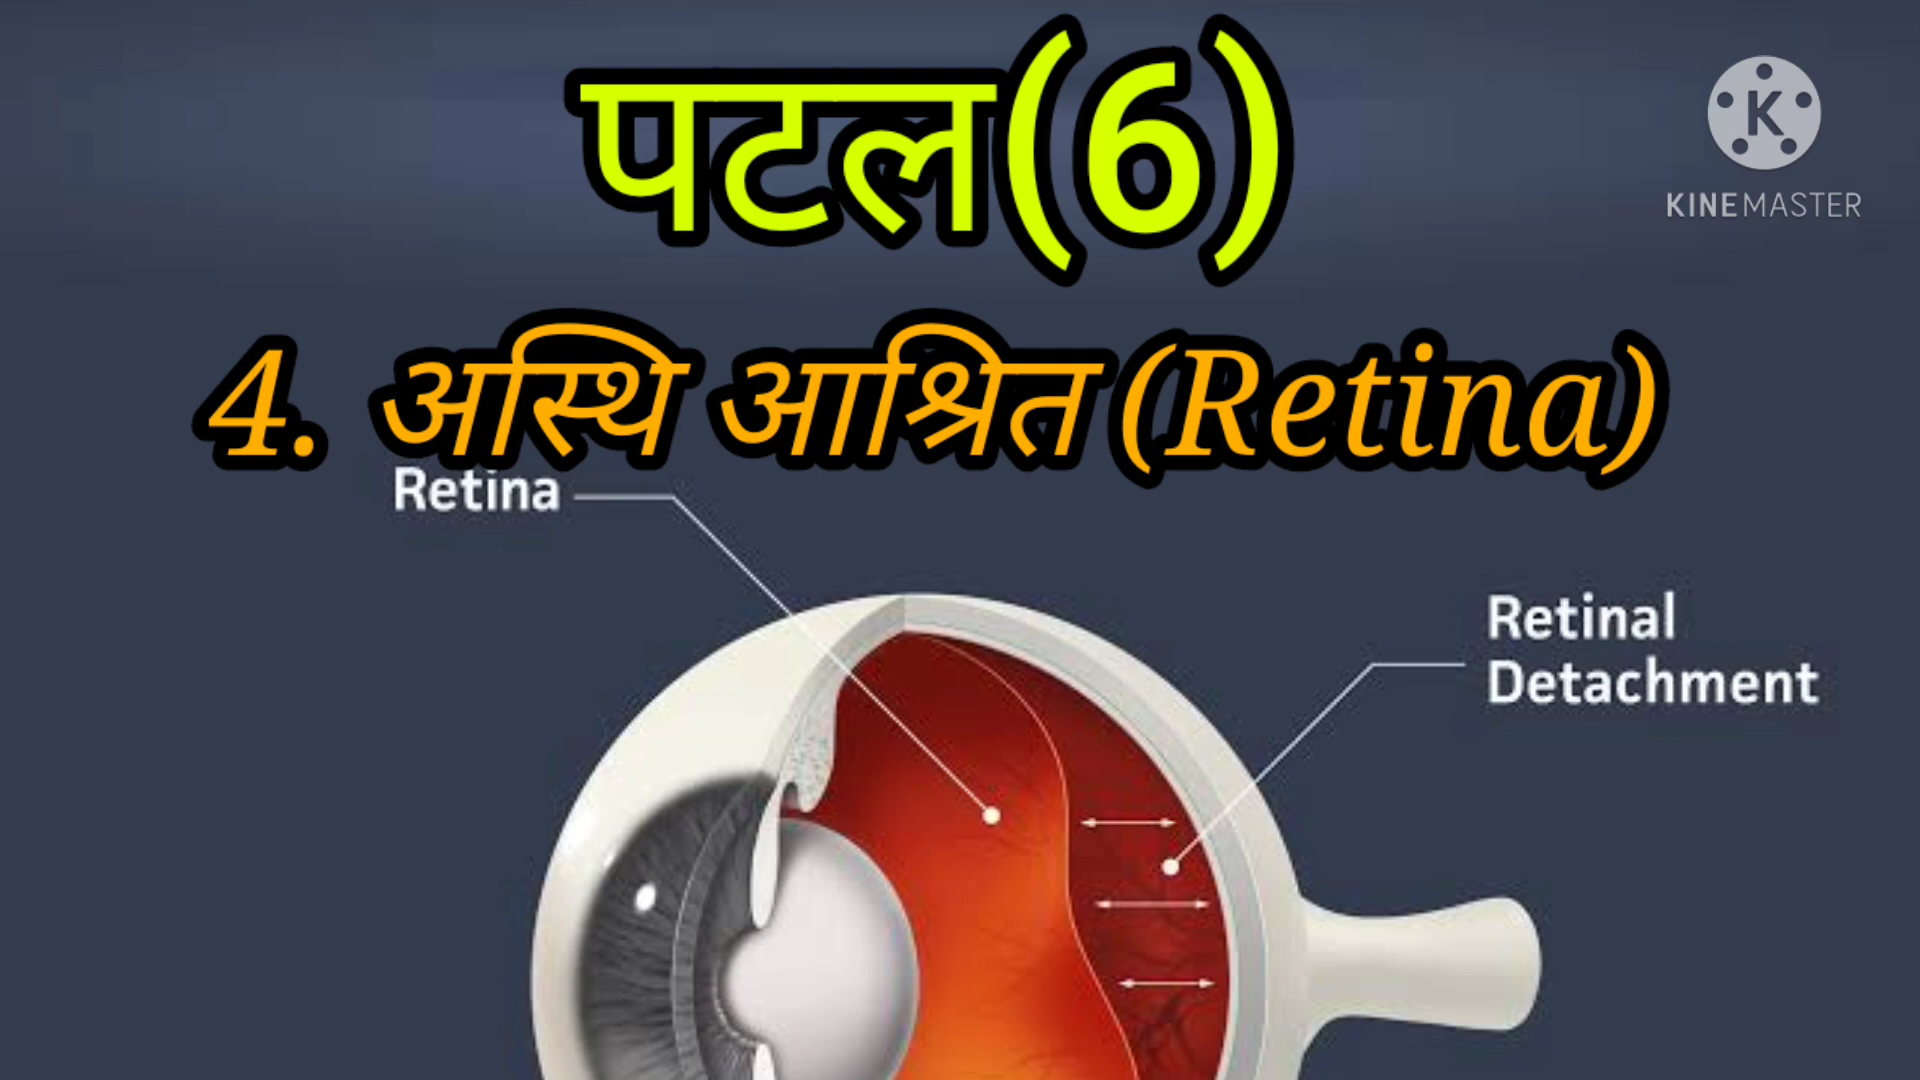 पटल(6)
K
KINEMASTER
4. अस्थि आश्रित (Retina)
Retina
Retinal
Detachment